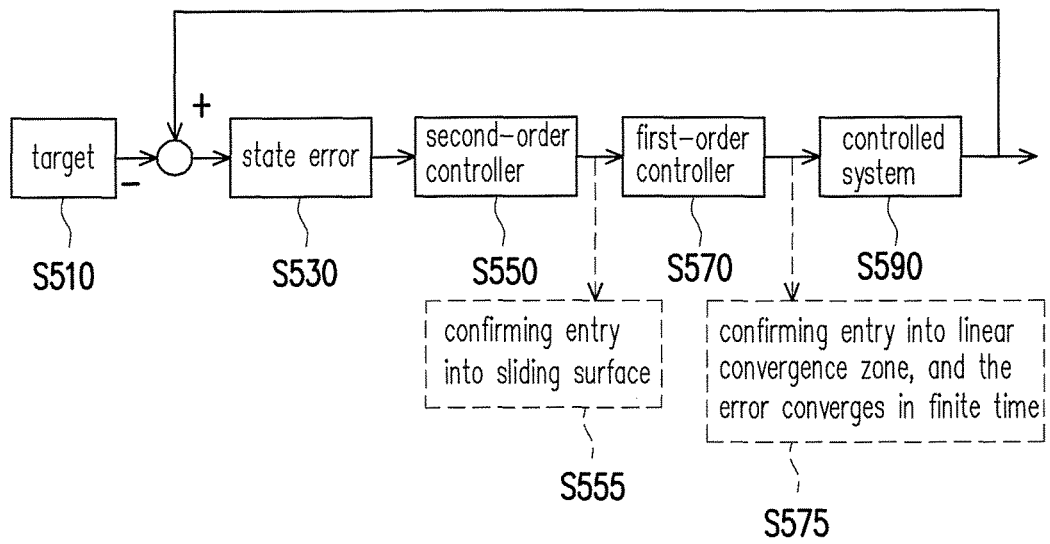 +
target
−
state error
second-order
controller
first-order
controller
controlled
system
S510
S530
S550
S570
S590
confirming entry
into sliding surface
confirming entry into linear
convergence zone, and the
error converges in finite time
S555
S575